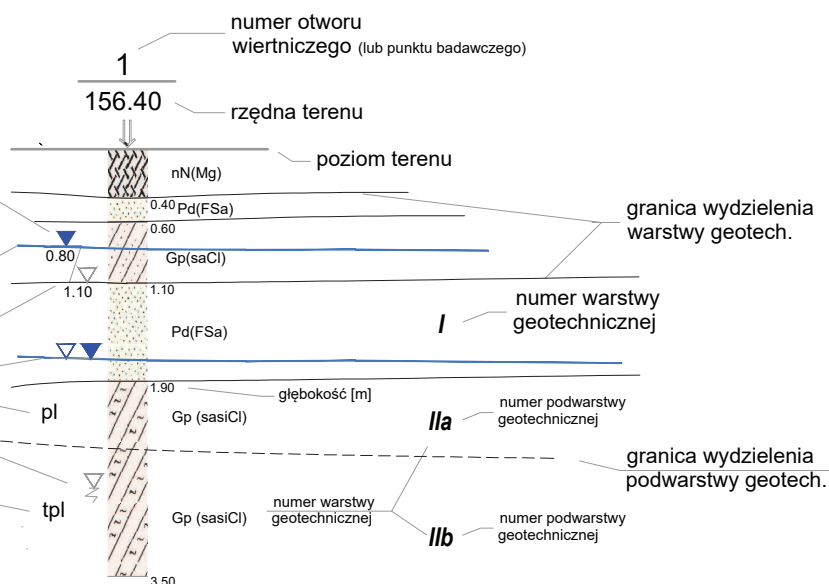 numer otworu
wiertniczego (lub punktu badawczego)
1
156.40
rzędna terenu
poziom terenu
nN(Mg)
0.40
Pd(FSa)
0.60
granica wydzielenia
warstwy geotech.
0.80
Gp(saCl)
1.10
1.10
numer warstwy
geotechnicznej
I
Pd(FSa)
1.90
głębokość [m]
pl
Gp (sasiCl)
IIa
numer podwarstwy
geotechnicznej
granica wydzielenia
podwarstwy geotech.
tpl
Gp (sasiCl)
numer warstwy
geotechnicznej
IIb
numer podwarstwy
geotechnicznej
3.50